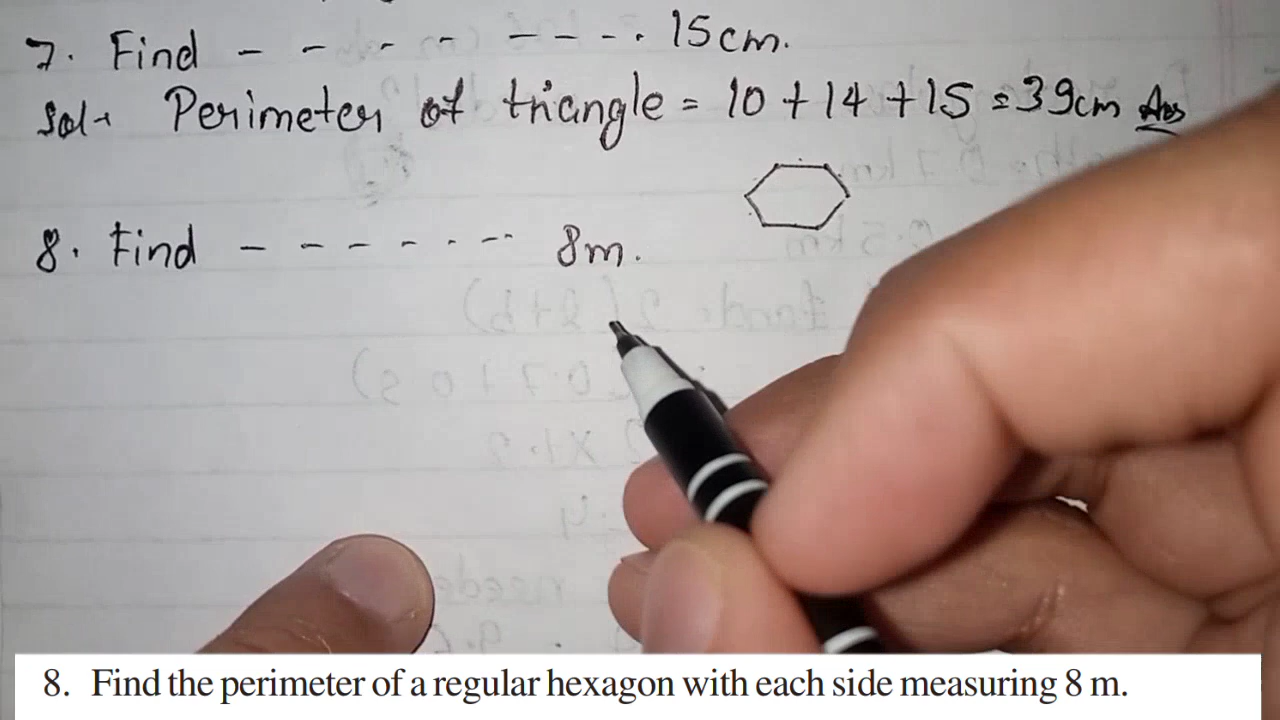 7. Find - - - - - - - - . 15cm.
Sol- Perimeter of triangle = 10 + 14 + 15 = 39cm Ans
8. Find - - - - - - - 8m.
8. Find the perimeter of a regular hexagon with each side measuring 8 m.